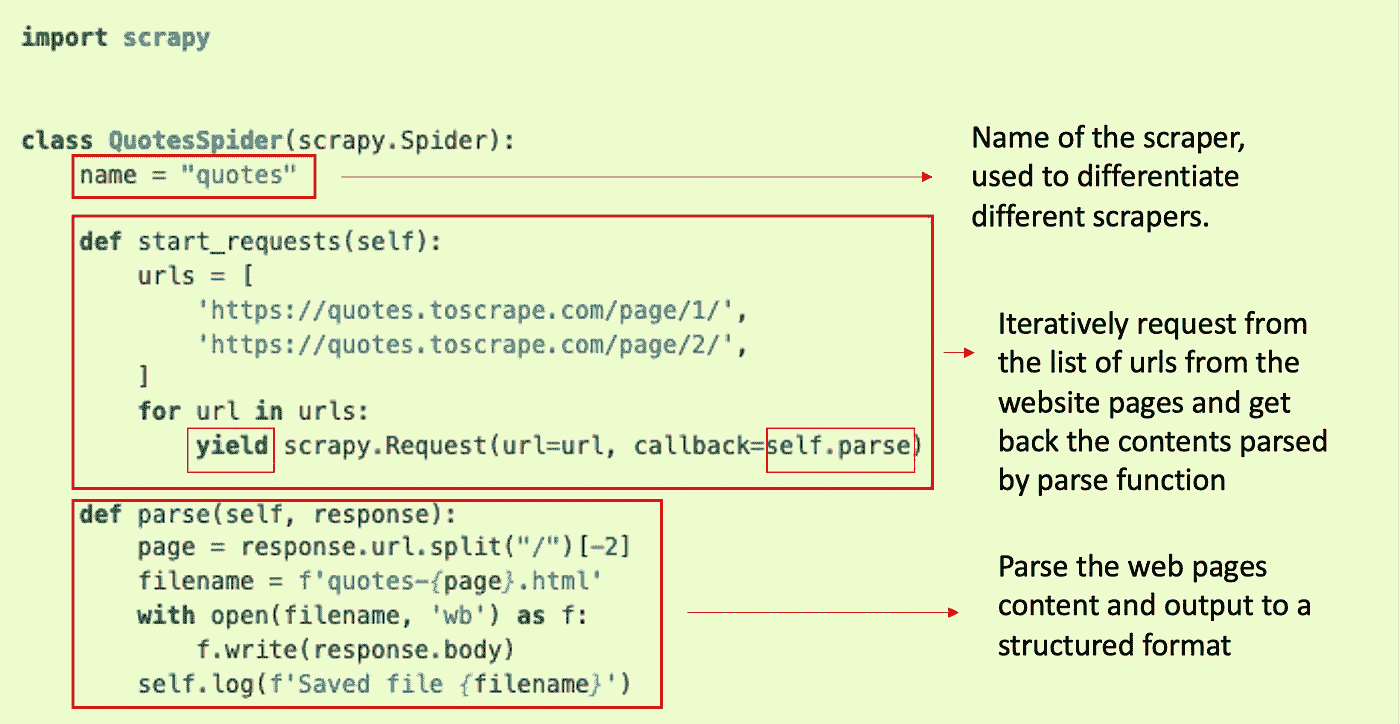 import scrapy
class QuotesSpider(scrapy.Spider):
name = "quotes"
def start_requests(self):
urls = [
'https://quotes.toscrape.com/page/1/',
'https://quotes.toscrape.com/page/2/',
]
for url in urls:
yield scrapy.Request(url=url, callback=self.parse)
def parse(self, response):
page = response.url.split("/")[-2]
filename = f'quotes-{page}.html'
with open(filename, 'wb') as f:
f.write(response.body)
self.log(f'Saved file {filename}')
Name of the scraper,
used to differentiate
different scrapers.
Iteratively request from
the list of urls from the
website pages and get
back the contents parsed
by parse function
Parse the web pages
content and output to a
structured format